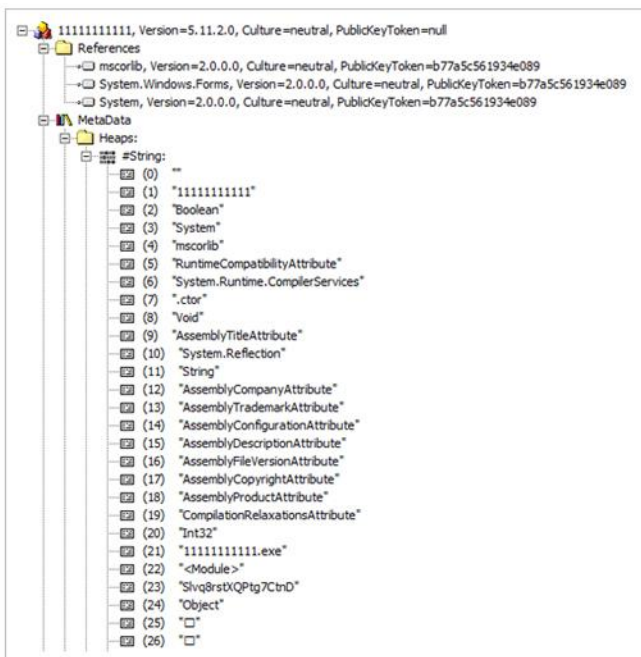 11111111111, Version=5.11.2.0, Culture=neutral, PublicKeyToken=null
References
mscorlib, Version=2.0.0.0, Culture=neutral, PublicKeyToken=b77a5c561934e089
System.Windows.Forms, Version=2.0.0.0, Culture=neutral, PublicKeyToken=b77a5c561934e089
System, Version=2.0.0.0, Culture=neutral, PublicKeyToken=b77a5c561934e089
MetaData
Heaps:
#String:
(0) ""
(1) "11111111111"
(2) "Boolean"
(3) "System"
(4) "mscorlib"
(5) "RuntimeCompatibilityAttribute"
(6) "System.Runtime.CompilerServices"
(7) ".ctor"
(8) "Void"
(9) "AssemblyTitleAttribute"
(10) "System.Reflection"
(11) "String"
(12) "AssemblyCompanyAttribute"
(13) "AssemblyTrademarkAttribute"
(14) "AssemblyConfigurationAttribute"
(15) "AssemblyDescriptionAttribute"
(16) "AssemblyFileVersionAttribute"
(17) "AssemblyCopyrightAttribute"
(18) "AssemblyProductAttribute"
(19) "CompilationRelaxationsAttribute"
(20) "Int32"
(21) "11111111111.exe"
(22) "<Module>"
(23) "Slvq8rstXQPtg7CtnD"
(24) "Object"
(25) "□"
(26) "□"